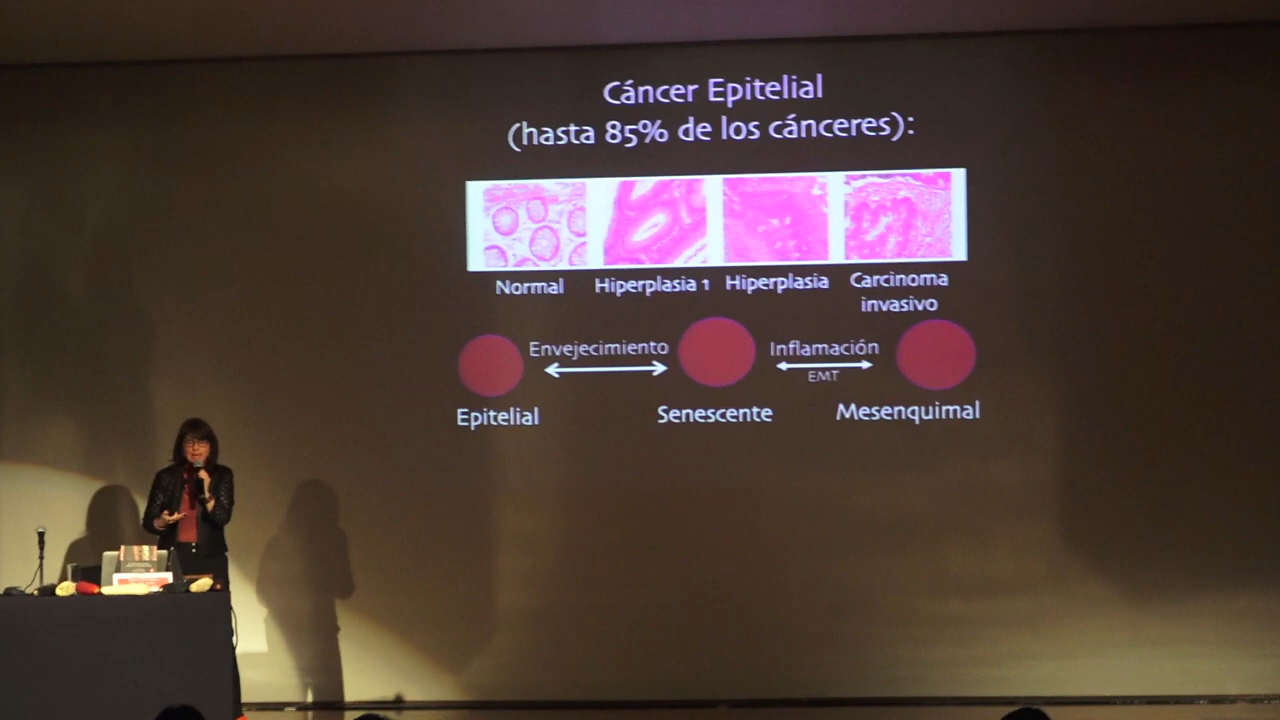 Cáncer Epitelial
(hasta 85% de los cánceres):
Normal
Hiperplasia 1
Hiperplasia
Carcinoma
invasivo
Envejecimiento
Inflamación
EMT
Epitelial
Senescente
Mesenquimal